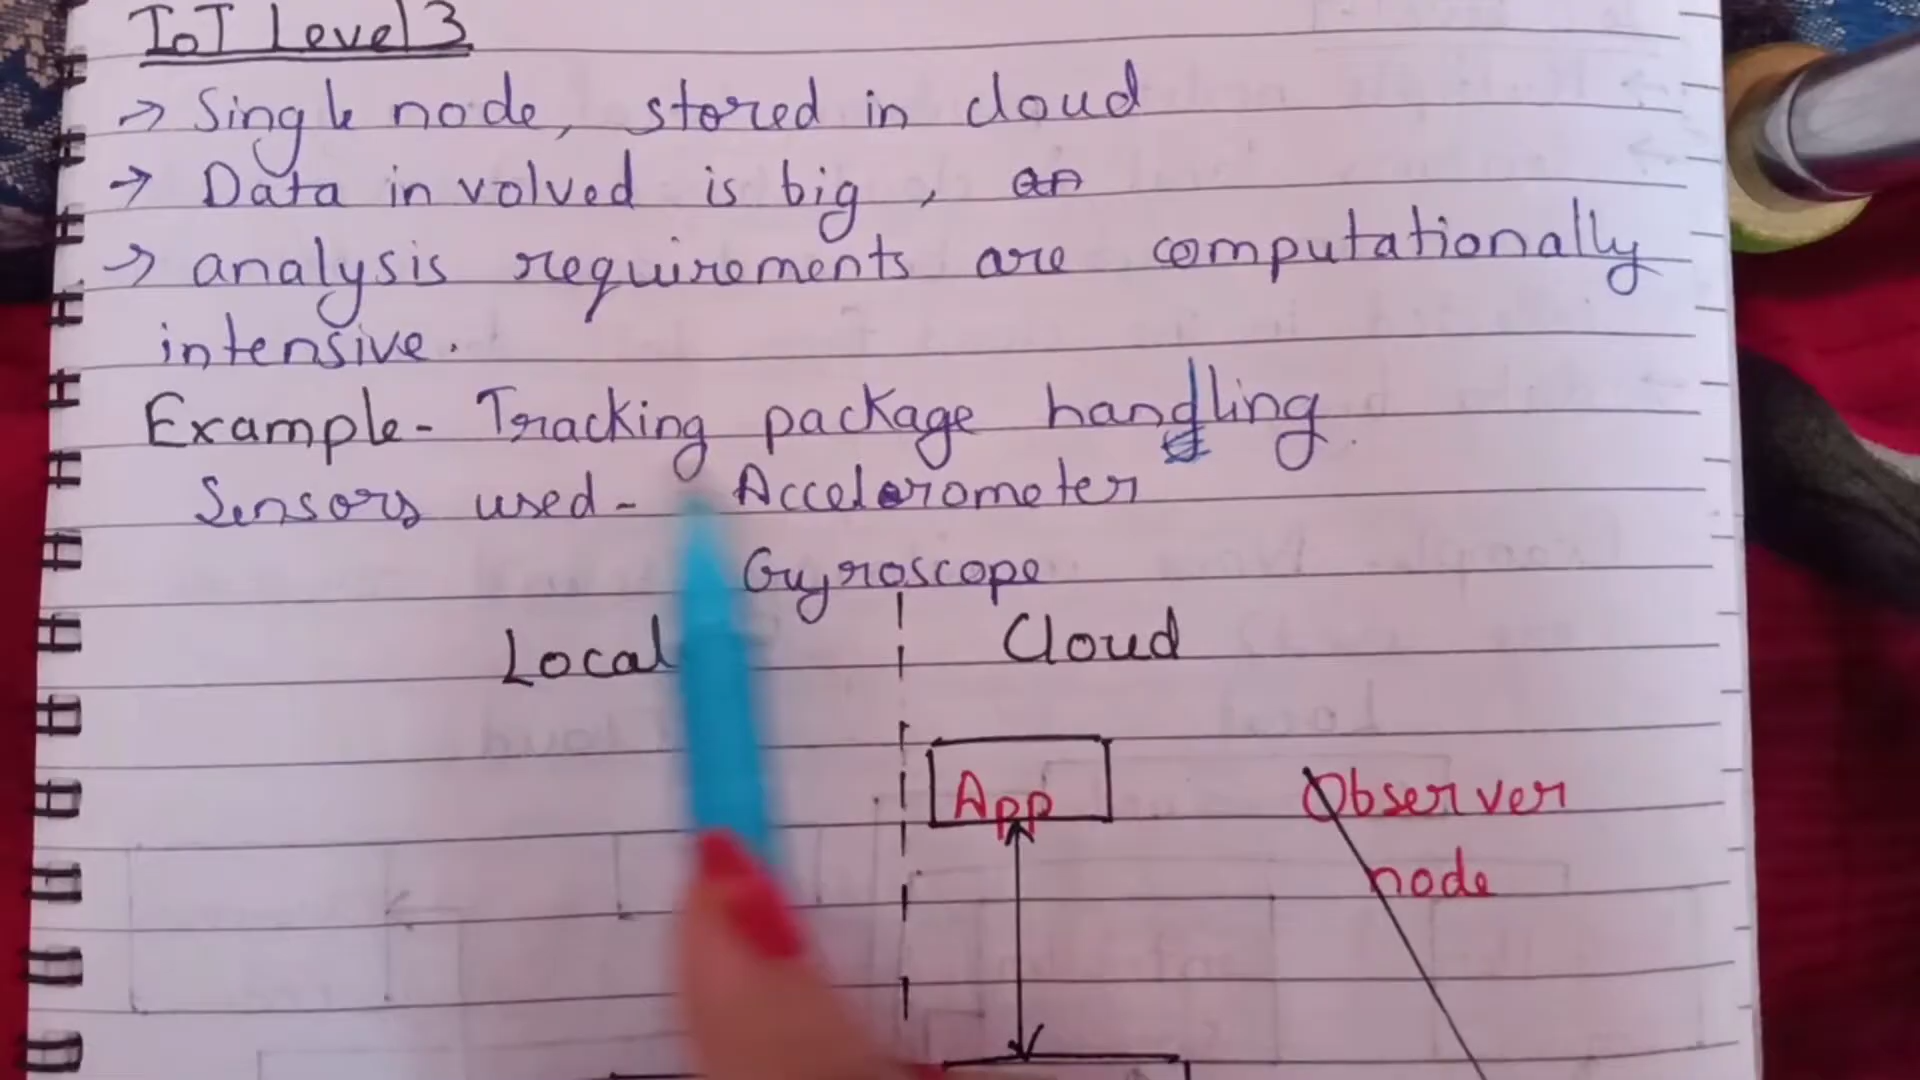 IoT Level 3
→ Single node, stored in cloud
→ Data involved is big,
→ analysis requirements are computationally
intensive.
Example- Tracking package handling
Sensors used- Accelerometer
Gyroscope
Local Cloud
App Observer
node